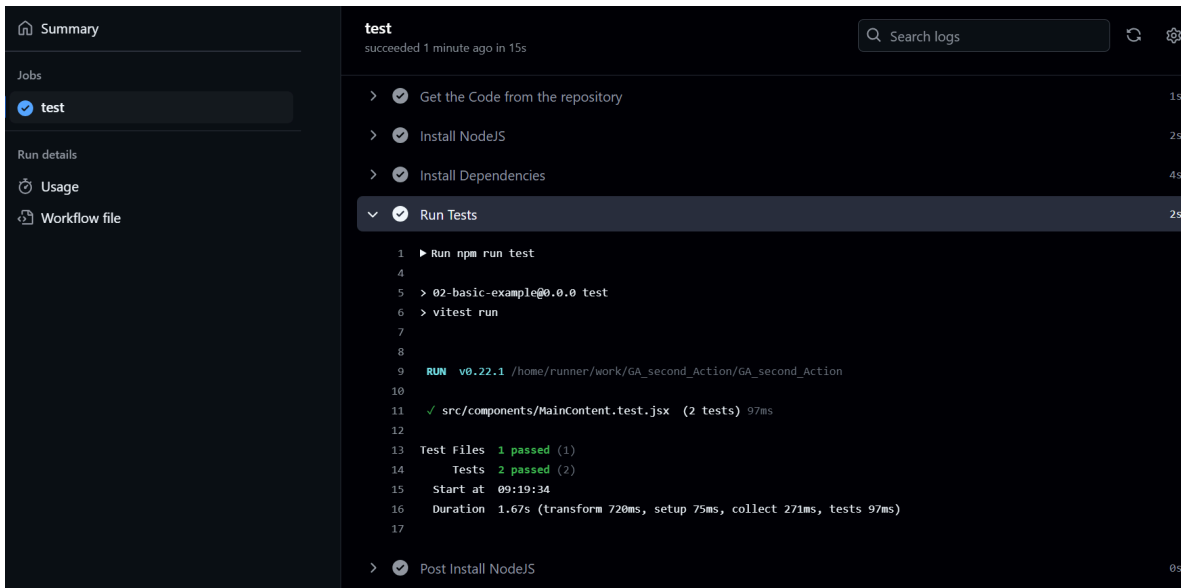 Summary
Jobs
test
Run details
Usage
Workflow file
test
succeeded 1 minute ago in 15s
Search logs
Get the Code from the repository 1s
Install NodeJS 2s
Install Dependencies 4s
Run Tests 2s
1 Run npm run test
4
5 > 02-basic-example@0.0.0 test
6 > vitest run
7
8
9 RUN v0.22.1 /home/runner/work/GA_second_Action/GA_second_Action
10
11 ✓ src/components/MainContent.test.jsx (2 tests) 97ms
12
13 Test Files 1 passed (1)
14 Tests 2 passed (2)
15 Start at 09:19:34
16 Duration 1.67s (transform 720ms, setup 75ms, collect 271ms, tests 97ms)
17
Post Install NodeJS 0s